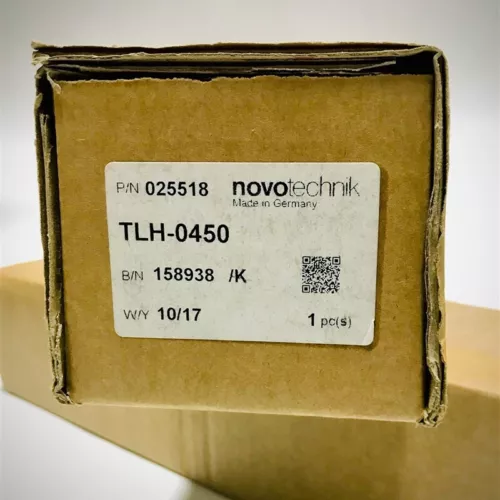 P/N 025518 novotechnik
Made in Germany
TLH-0450
B/N 158938 /K
W/Y 10/17 1 pc(s)